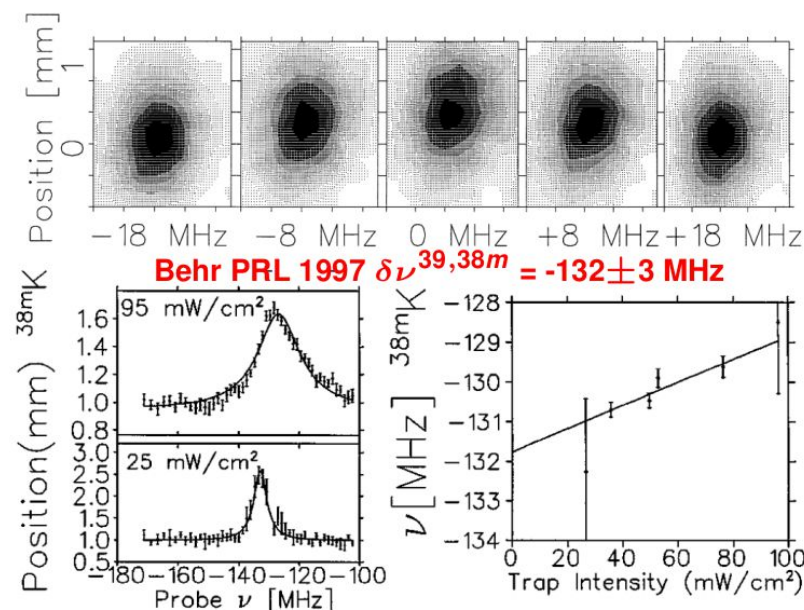 Position [mm]
1
0
−18 MHz −8 MHz 0 MHz +8 MHz +18 MHz
Behr PRL 1997 δν³⁹,³⁸ᵐ = -132±3 MHz
Position(mm) ³⁸ᵐK
95 mW/cm²
1.6
1.4
1.2
1.0
0.8
25 mW/cm²
3.0
2.5
2.0
1.5
1.0
0.5
−180 −160 −140 −120 −100
Probe ν [MHz]
ν[MHz] ³⁸ᵐK
−128
−129
−130
−131
−132
−133
−134
0 20 40 60 80 100
Trap Intensity (mW/cm²)